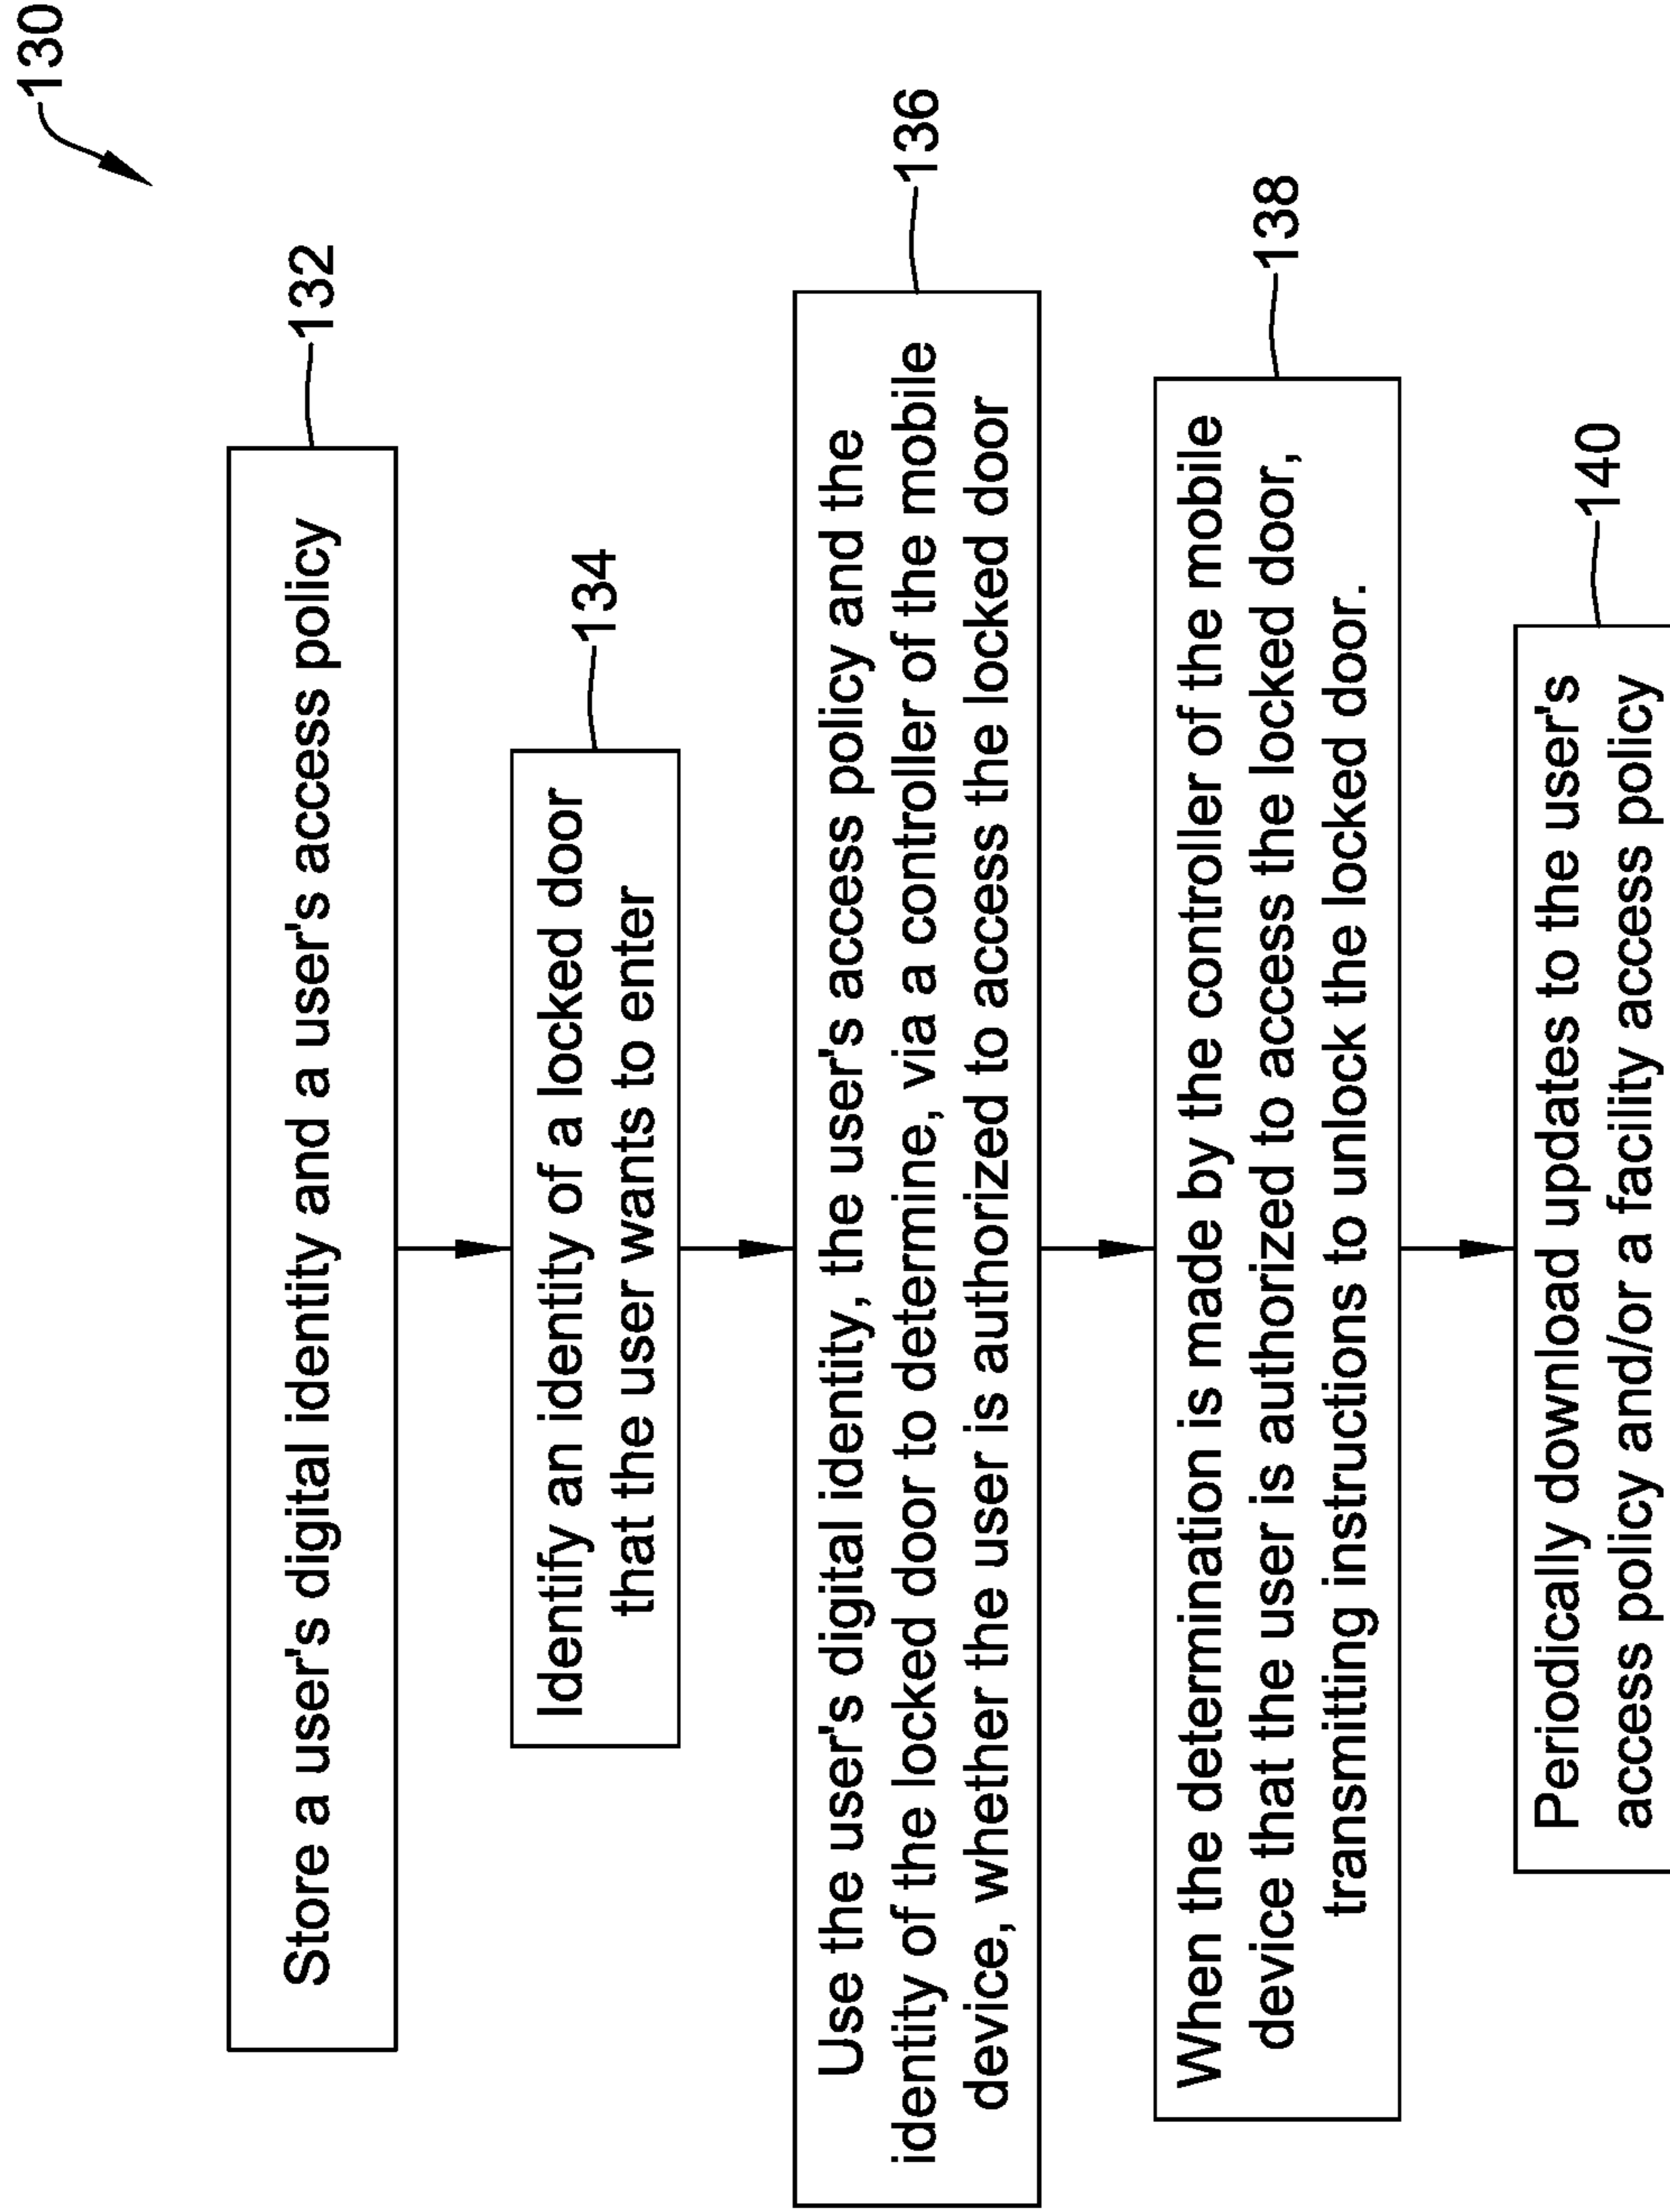 130
132
Store a user's digital identity and a user's access policy
134
Identify an identity of a locked door
that the user wants to enter
136
Use the user's digital identity, the user's access policy and the
identity of the locked door to determine, via a controller of the mobile
device, whether the user is authorized to access the locked door
138
When the determination is made by the controller of the mobile
device that the user is authorized to access the locked door,
transmitting instructions to unlock the locked door.
140
Periodically download updates to the user's
access policy and/or a facility access policy